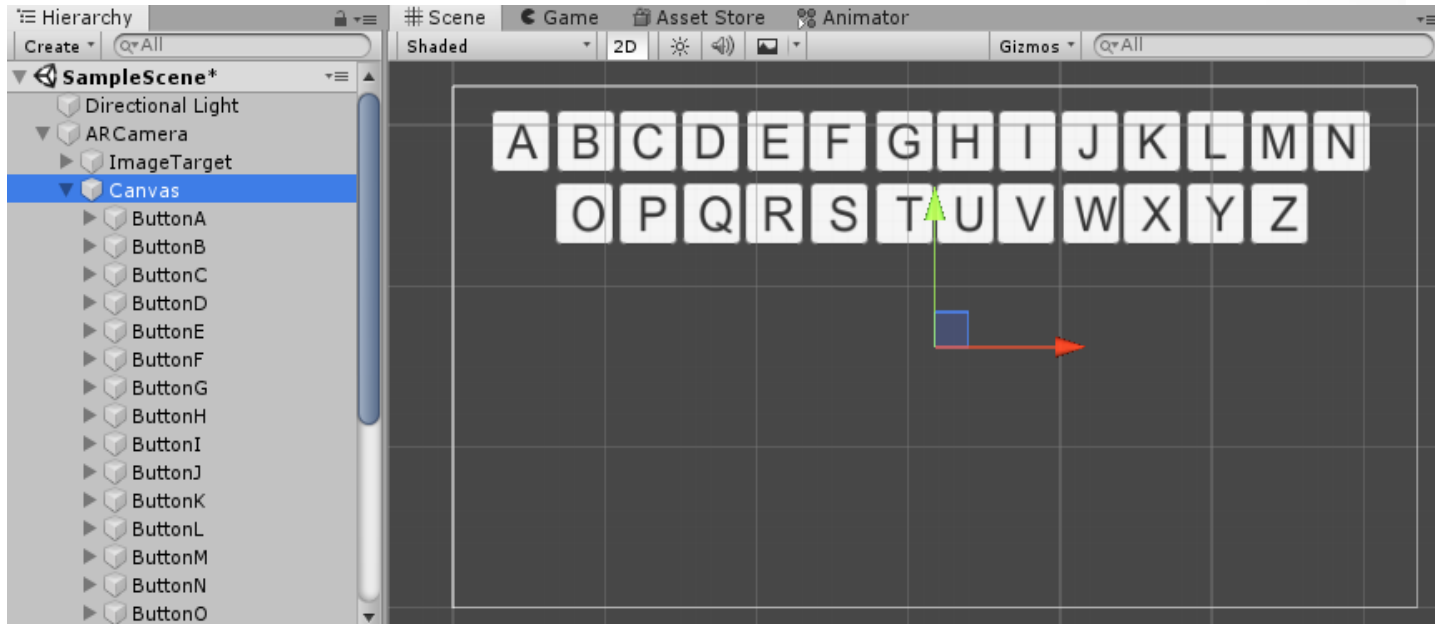 Hierarchy
Create
All
SampleScene*
Directional Light
ARCamera
ImageTarget
Canvas
ButtonA
ButtonB
ButtonC
ButtonD
ButtonE
ButtonF
ButtonG
ButtonH
ButtonI
ButtonJ
ButtonK
ButtonL
ButtonM
ButtonN
ButtonO
Scene Game Asset Store Animator
Shaded 2D Gizmos All
A B C D E F G H I J K L M N
O P Q R S T U V W X Y Z